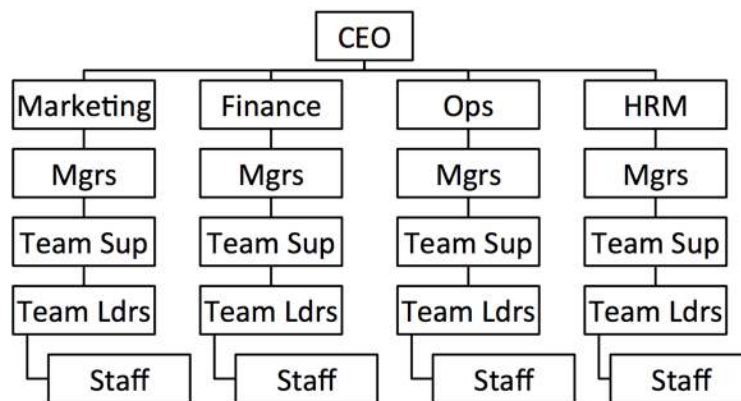 CEO
Marketing Finance Ops HRM
Mgrs Mgrs Mgrs Mgrs
Team Sup Team Sup Team Sup Team Sup
Team Ldrs Team Ldrs Team Ldrs Team Ldrs
Staff Staff Staff Staff